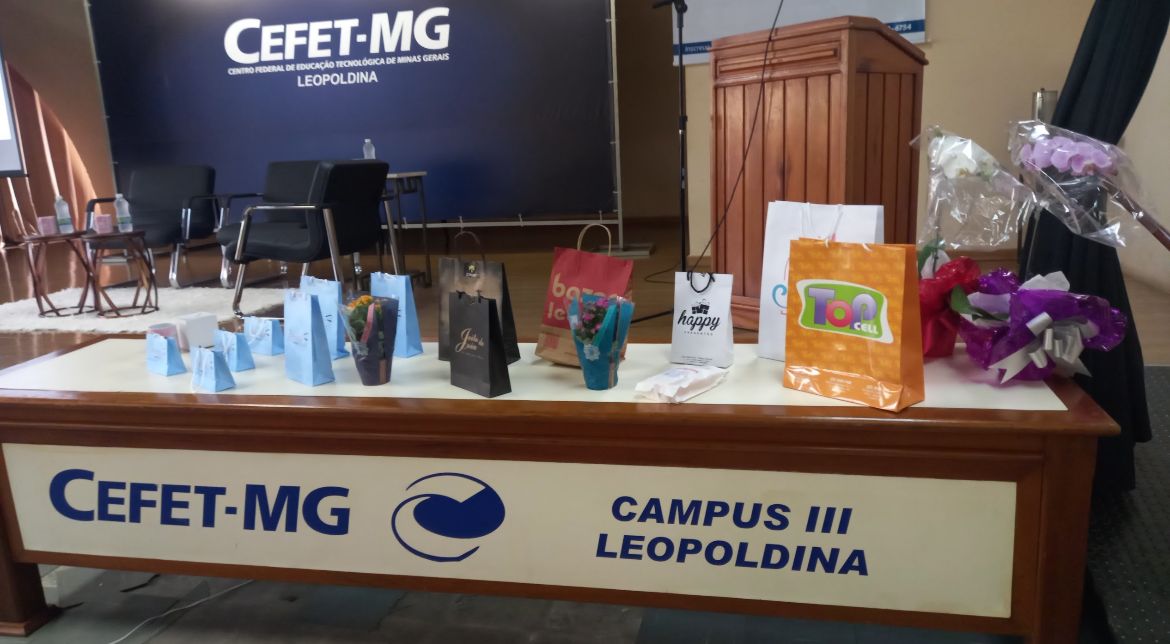 CEFET-MG
CENTRO FEDERAL DE EDUCAÇÃO TECNOLÓGICA DE MINAS GERAIS
LEOPOLDINA
TOP
CELL
happy
CEFET-MG
CAMPUS III
LEOPOLDINA